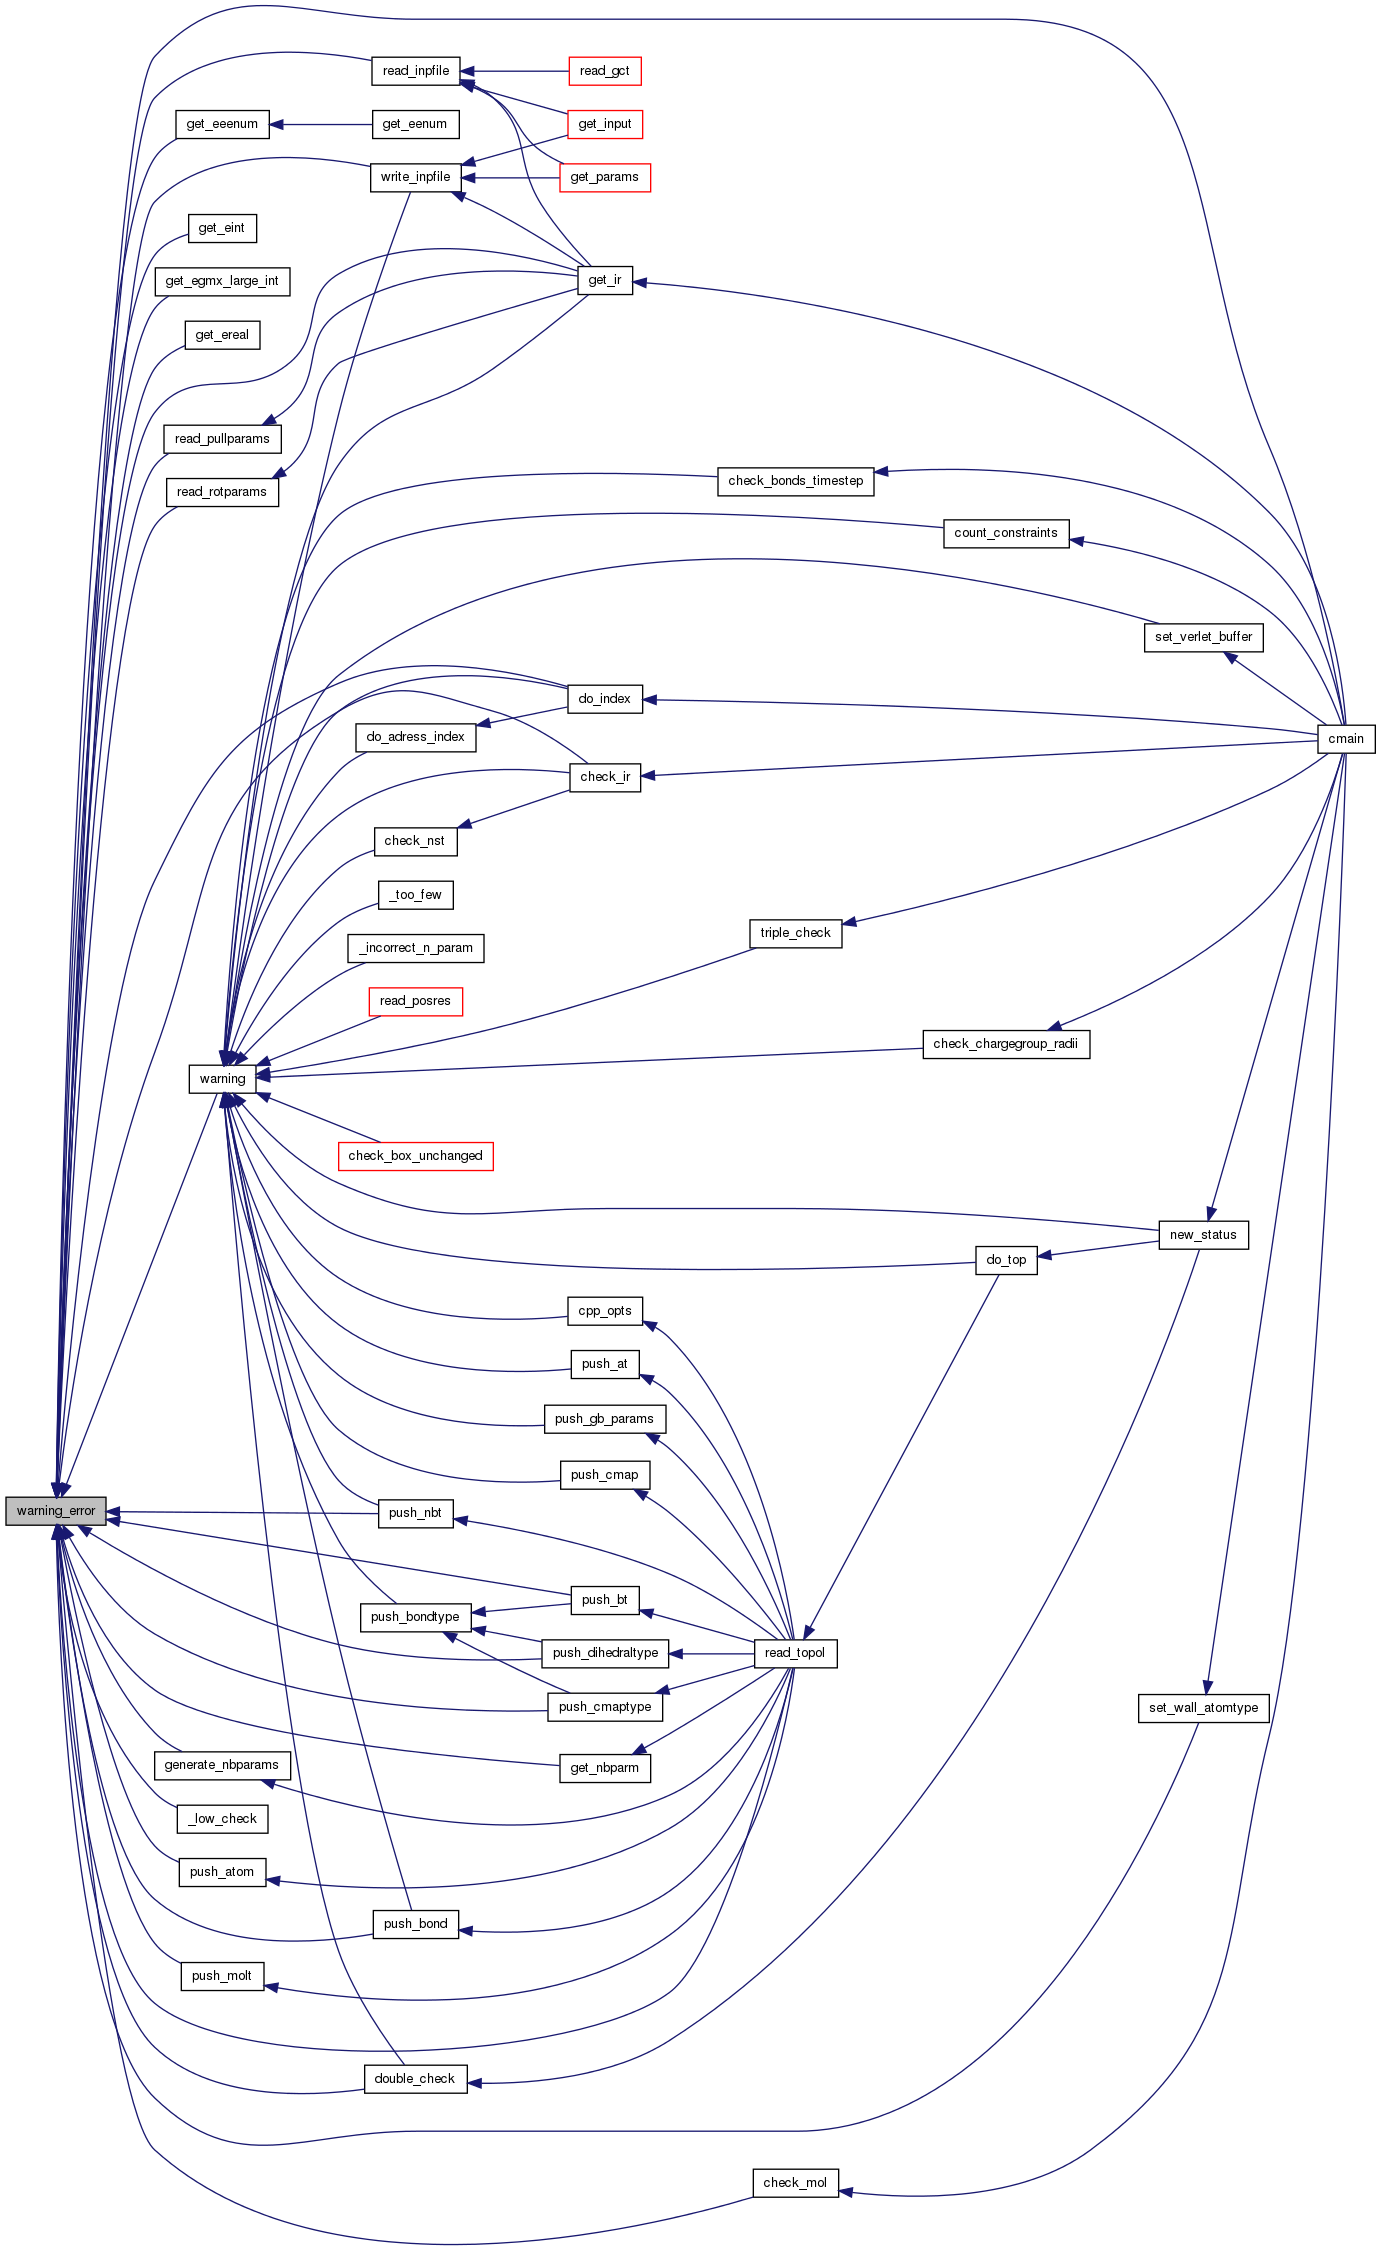 read_inpfile
read_gct
get_eeenum
get_eenum
get_input
write_inpfile
get_params
get_eint
get_egmx_large_int
get_ir
get_ereal
read_pullparams
read_rotparams
check_bonds_timestep
count_constraints
set_verlet_buffer
do_index
do_adress_index
cmain
check_ir
check_nst
_too_few
triple_check
_incorrect_n_param
read_posres
check_chargegroup_radii
warning
check_box_unchanged
new_status
do_top
cpp_opts
push_at
push_gb_params
push_cmap
warning_error
push_nbt
push_bt
push_bondtype
push_dihedraltype
read_topol
push_cmaptype
set_wall_atomtype
generate_nbparams
get_nbparm
_low_check
push_atom
push_bond
push_molt
double_check
check_mol